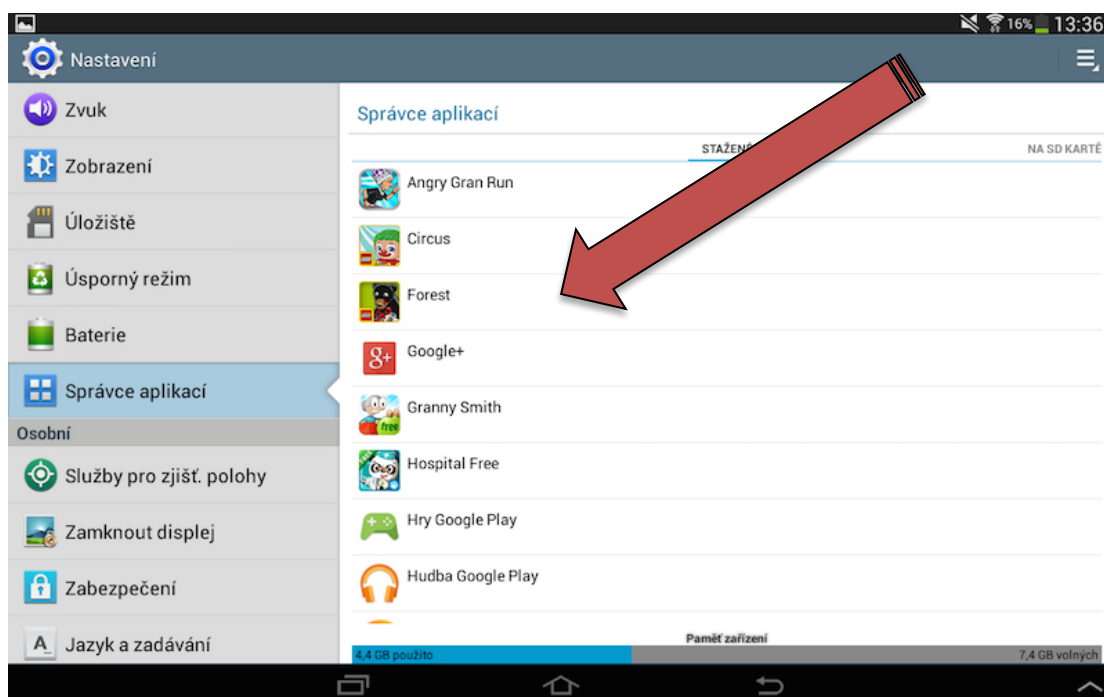 16% 13:36
Nastavení
Zvuk
Zobrazení
Úložiště
Úsporný režim
Baterie
Správce aplikací
Osobní
Služby pro zjišť. polohy
Zamknout displej
Zabezpečení
A Jazyk a zadávání
Správce aplikací
NA SD KARTĚ
Angry Gran Run
Circus
Forest
g+ Google+
free Granny Smith
Hospital Free
Hry Google Play
Hudba Google Play
Paměť zařízení
4,4 GB použito 7,4 GB volných